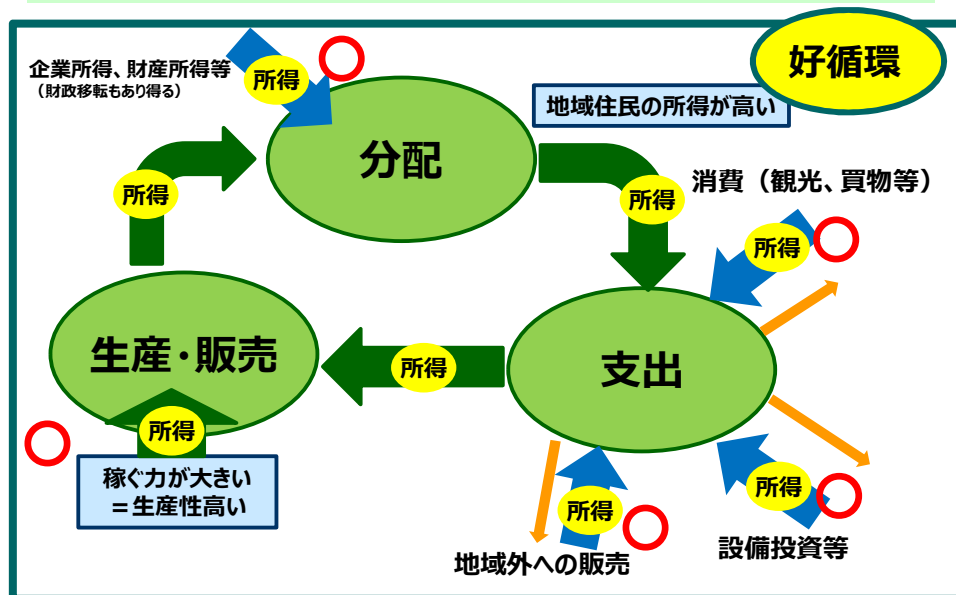 好循環
企業所得、財産所得等
（財政移転もあり得る）
所得
地域住民の所得が高い
分配
所得
所得
消費（観光、買物等）
所得
生産・販売
所得
支出
所得
稼ぐ力が大きい
＝生産性高い
所得
地域外への販売
所得
設備投資等